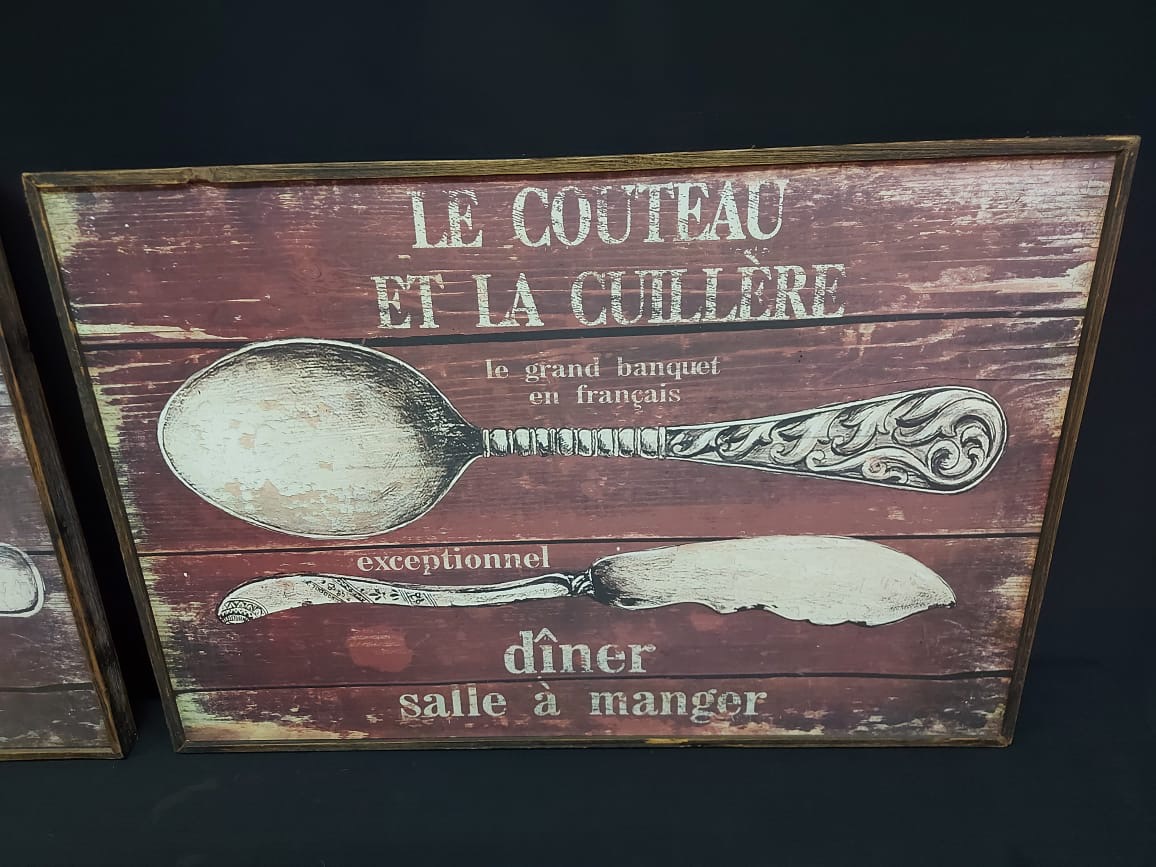 LE COUTEAU
ET LA CUILLÈRE
le grand banquet
en français
exceptionnel
dîner
salle à manger